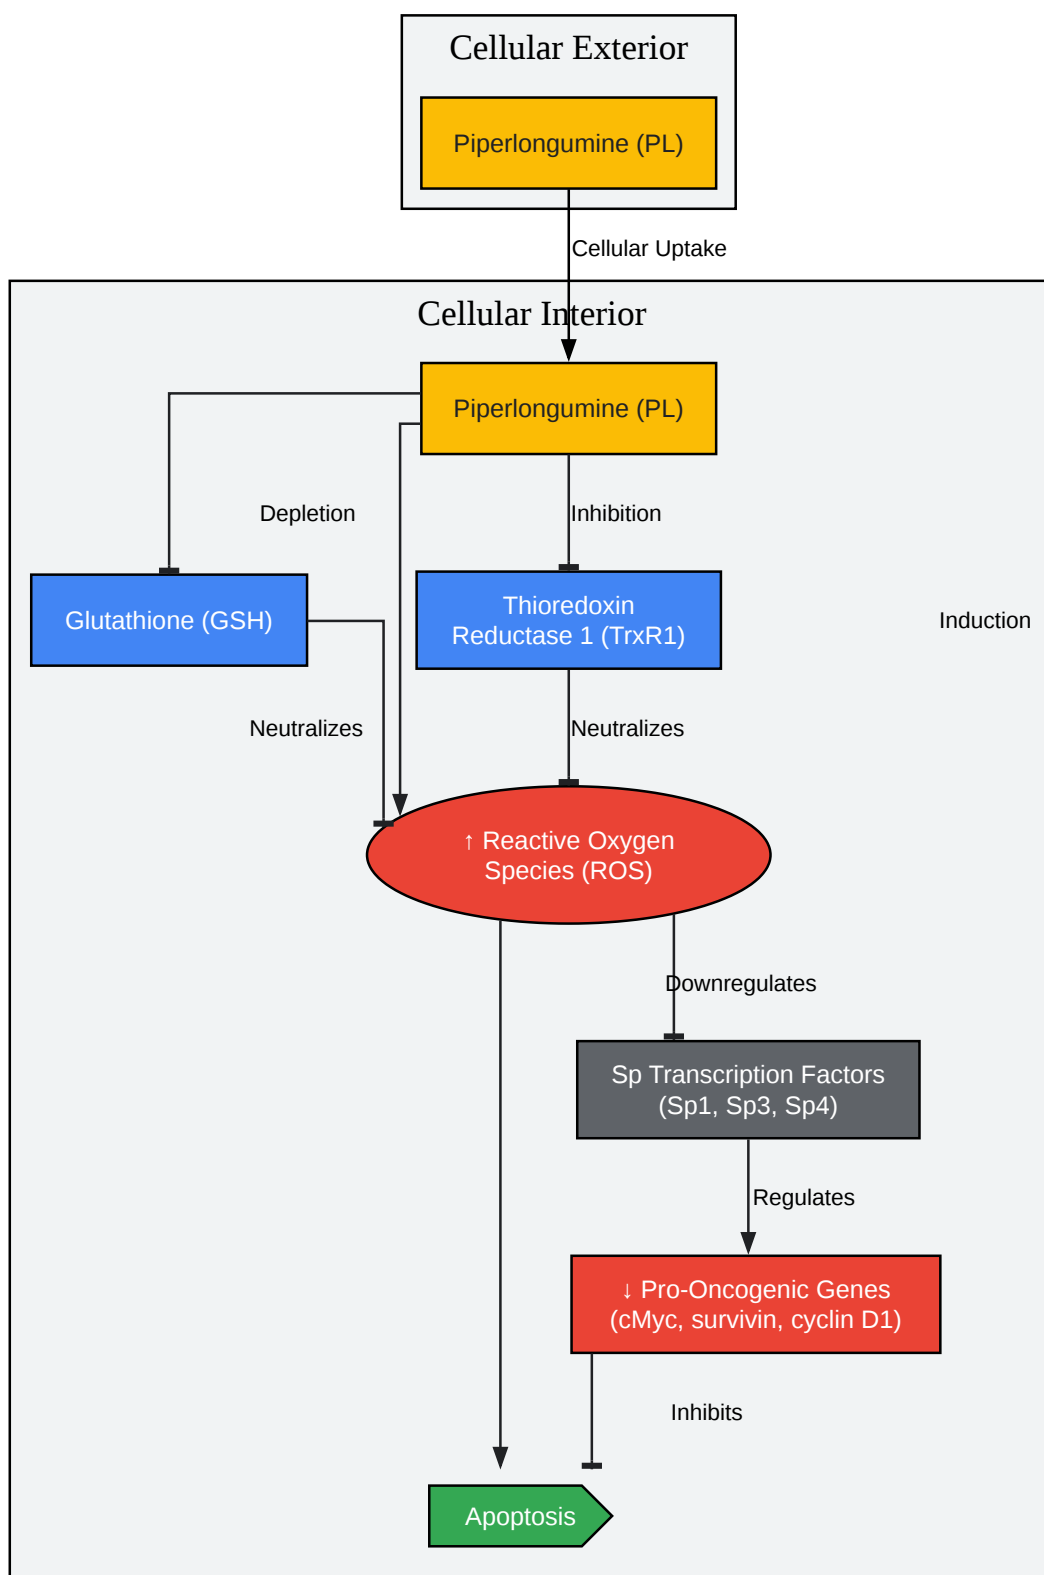 Cellular Exterior
Piperlongumine (PL)
Cellular Uptake
Cellular Interior
Piperlongumine (PL)
Depletion
Inhibition
Glutathione (GSH)
Thioredoxin
Reductase 1 (TrxR1)
Induction
Neutralizes
Neutralizes
↑ Reactive Oxygen
Species (ROS)
Downregulates
Sp Transcription Factors
(Sp1, Sp3, Sp4)
Regulates
↓ Pro-Oncogenic Genes
(cMyc, survivin, cyclin D1)
Inhibits
Apoptosis